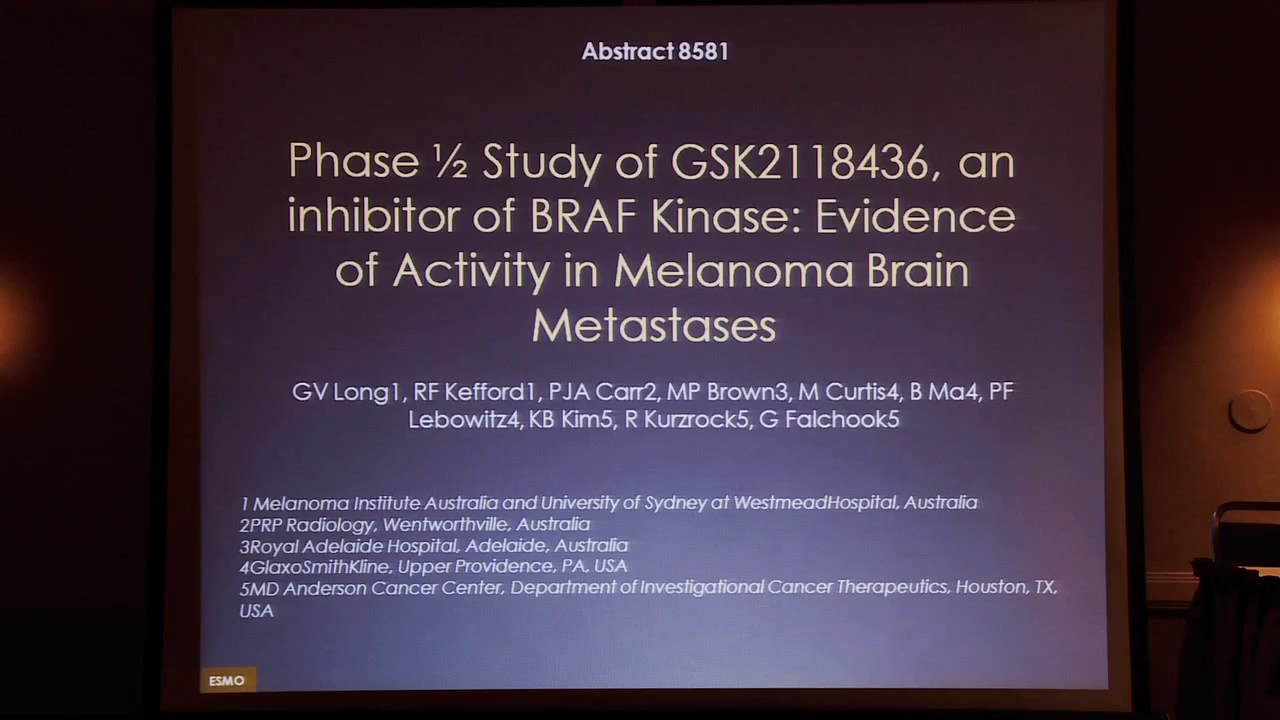 Abstract 8581
Phase ½ Study of GSK2118436, an
inhibitor of BRAF Kinase: Evidence
of Activity in Melanoma Brain
Metastases
GV Long1, RF Kefford1, PJA Carr2, MP Brown3, M Curtis4, B Ma4, PF
Lebowitz4, KB Kim5, R Kurzrock5, G Falchook5
1 Melanoma Institute Australia and University of Sydney at WestmeadHospital, Australia
2PRP Radiology, Wentworthville, Australia
3Royal Adelaide Hospital, Adelaide, Australia
4GlaxoSmithKline, Upper Providence, PA, USA
5MD Anderson Cancer Center, Department of Investigational Cancer Therapeutics, Houston, TX,
USA
ESMO